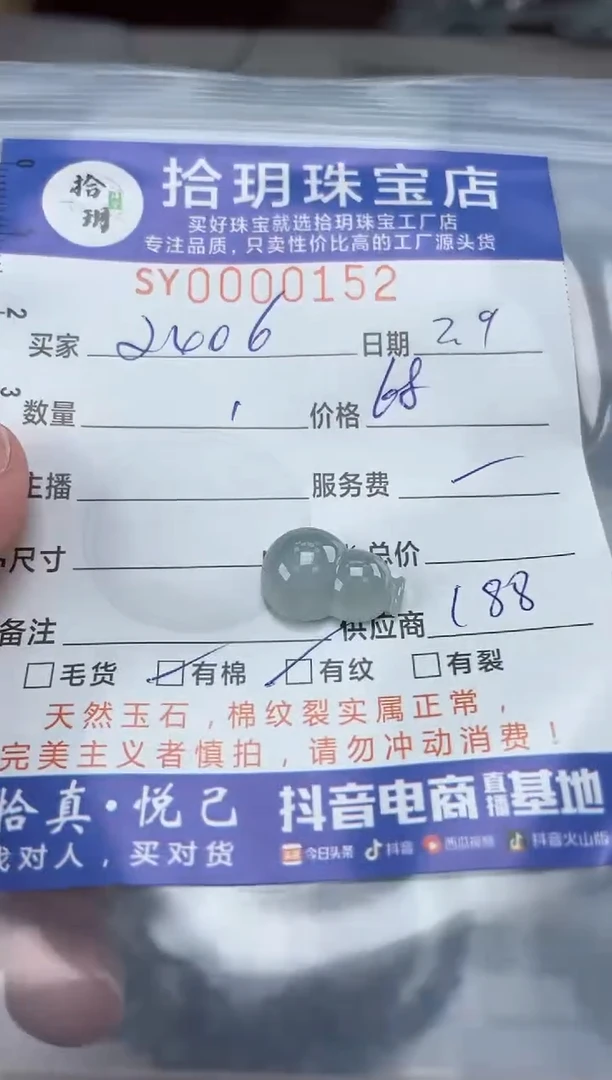 拾玥
拾玥珠宝店
买好珠宝就选拾玥珠宝工厂店
专注品质，只卖性价比高的工厂源头货
SY0000152
买家 2606 日期 2.9
数量 1 价格 68
主播 服务费
尺寸 总价
备注 供应商 188
毛货 有棉 有纹 有裂
天然玉石，棉纹裂实属正常，
完美主义者慎拍，请勿冲动消费！
拾真·悦己 抖音电商直播基地
找对人，买对货 今日头条 抖音 西瓜视频 抖音火山版
0
2
3